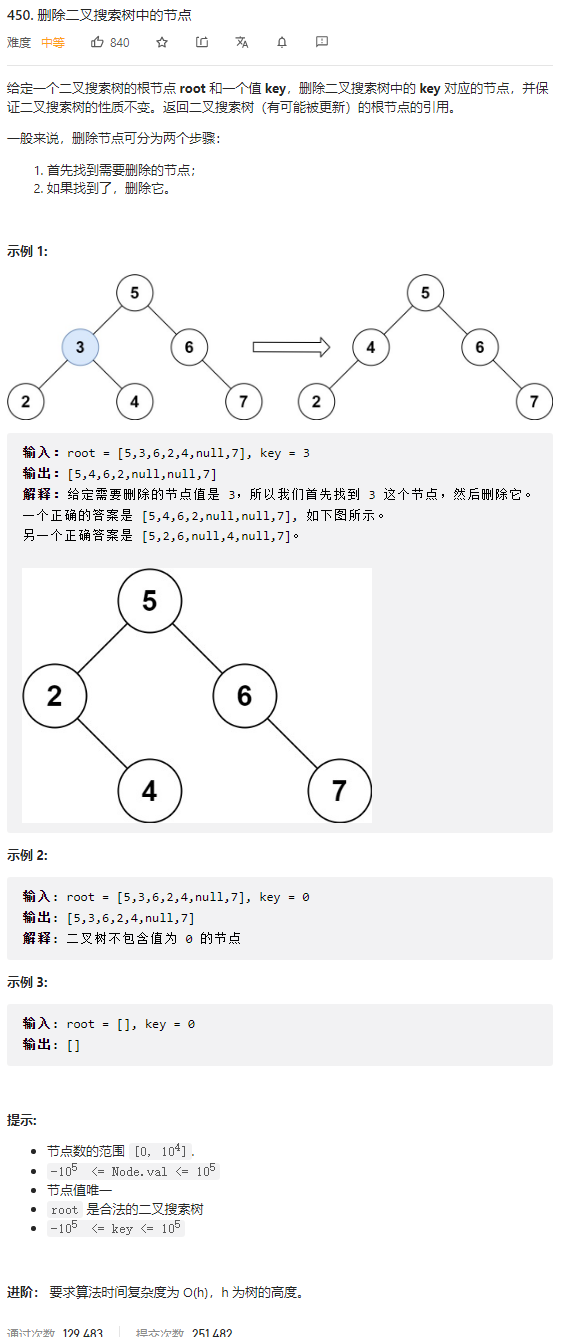 450. 删除二叉搜索树中的节点
难度 中等 840
给定一个二叉搜索树的根节点 root 和一个值 key，删除二叉搜索树中的 key 对应的节点，并保
证二叉搜索树的性质不变。返回二叉搜索树（有可能被更新）的根节点的引用。
一般来说，删除节点可分为两个步骤：
1. 首先找到需要删除的节点；
2. 如果找到了，删除它。
示例 1:
5 5
3 6 4 6
2 4 7 2 7
输入：root = [5,3,6,2,4,null,7], key = 3
输出：[5,4,6,2,null,null,7]
解释：给定需要删除的节点值是 3，所以我们首先找到 3 这个节点，然后删除它。
一个正确的答案是 [5,4,6,2,null,null,7], 如下图所示。
另一个正确答案是 [5,2,6,null,4,null,7]。
5
2 6
4 7
示例 2:
输入: root = [5,3,6,2,4,null,7], key = 0
输出: [5,3,6,2,4,null,7]
解释: 二叉树不包含值为 0 的节点
示例 3:
输入: root = [], key = 0
输出: []
提示:
• 节点数的范围 [0, 10⁴].
• -10⁵ <= Node.val <= 10⁵
• 节点值唯一
• root 是合法的二叉搜索树
• -10⁵ <= key <= 10⁵
进阶： 要求算法时间复杂度为 O(h)，h 为树的高度。
通过次数 129,483 提交次数 251,482